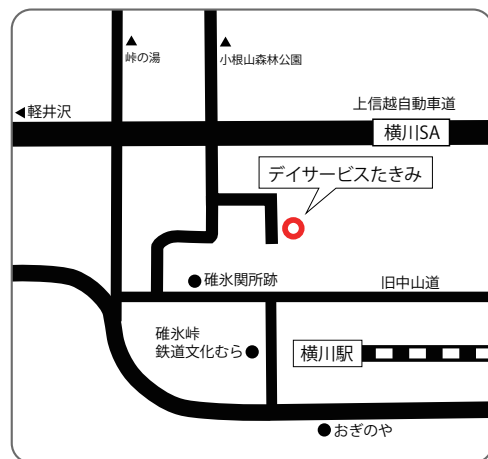 ▲
峠の湯
▲
小根山森林公園
◀軽井沢
上信越自動車道
横川SA
デイサービスたきみ
碓氷関所跡
旧中山道
碓氷峠
鉄道文化むら
横川駅
おぎのや